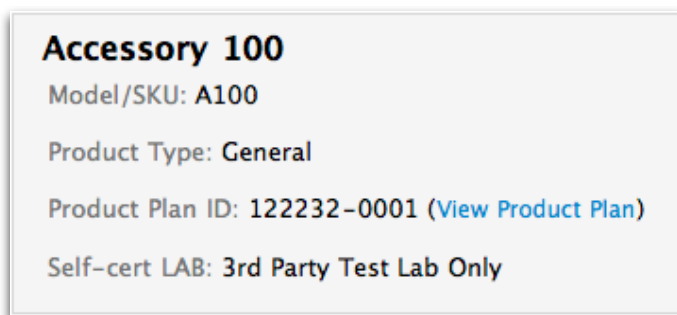 Accessory 100
Model/SKU: A100
Product Type: General
Product Plan ID: 122232-0001 (View Product Plan)
Self-cert LAB: 3rd Party Test Lab Only